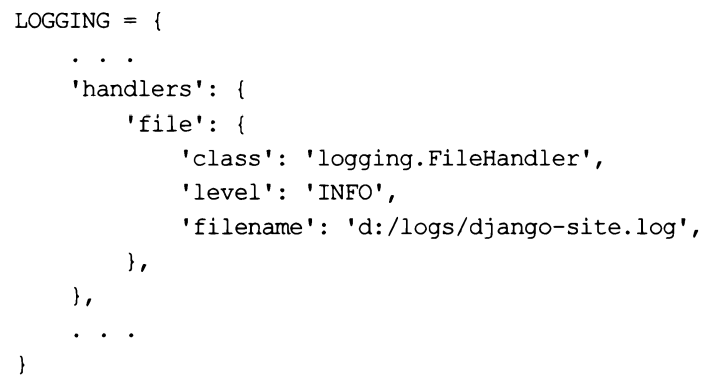 LOGGING = {
    . . .
    'handlers': {
        'file': {
            'class': 'logging.FileHandler',
            'level': 'INFO',
            'filename': 'd:/logs/django-site.log',
        },
    },
    . . .
}